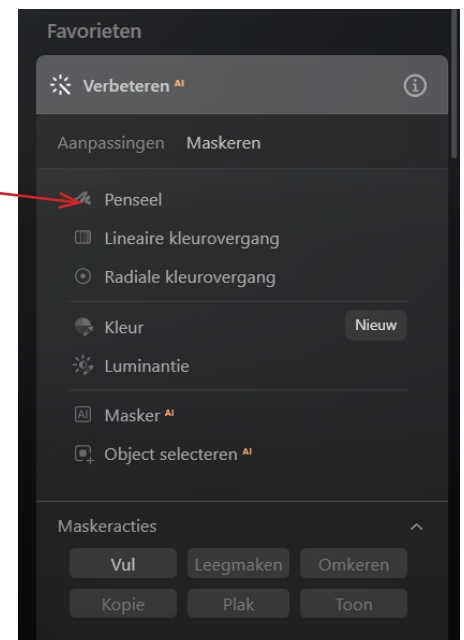 Favorieten
Verbeteren AI
Aanpassingen Maskeren
Penseel
Lineaire kleurovergang
Radiale kleurovergang
Kleur Nieuw
Luminantie
AI Masker AI
Object selecteren AI
Maskeracties
Vul Leegmaken Omkeren
Kopie Plak Toon